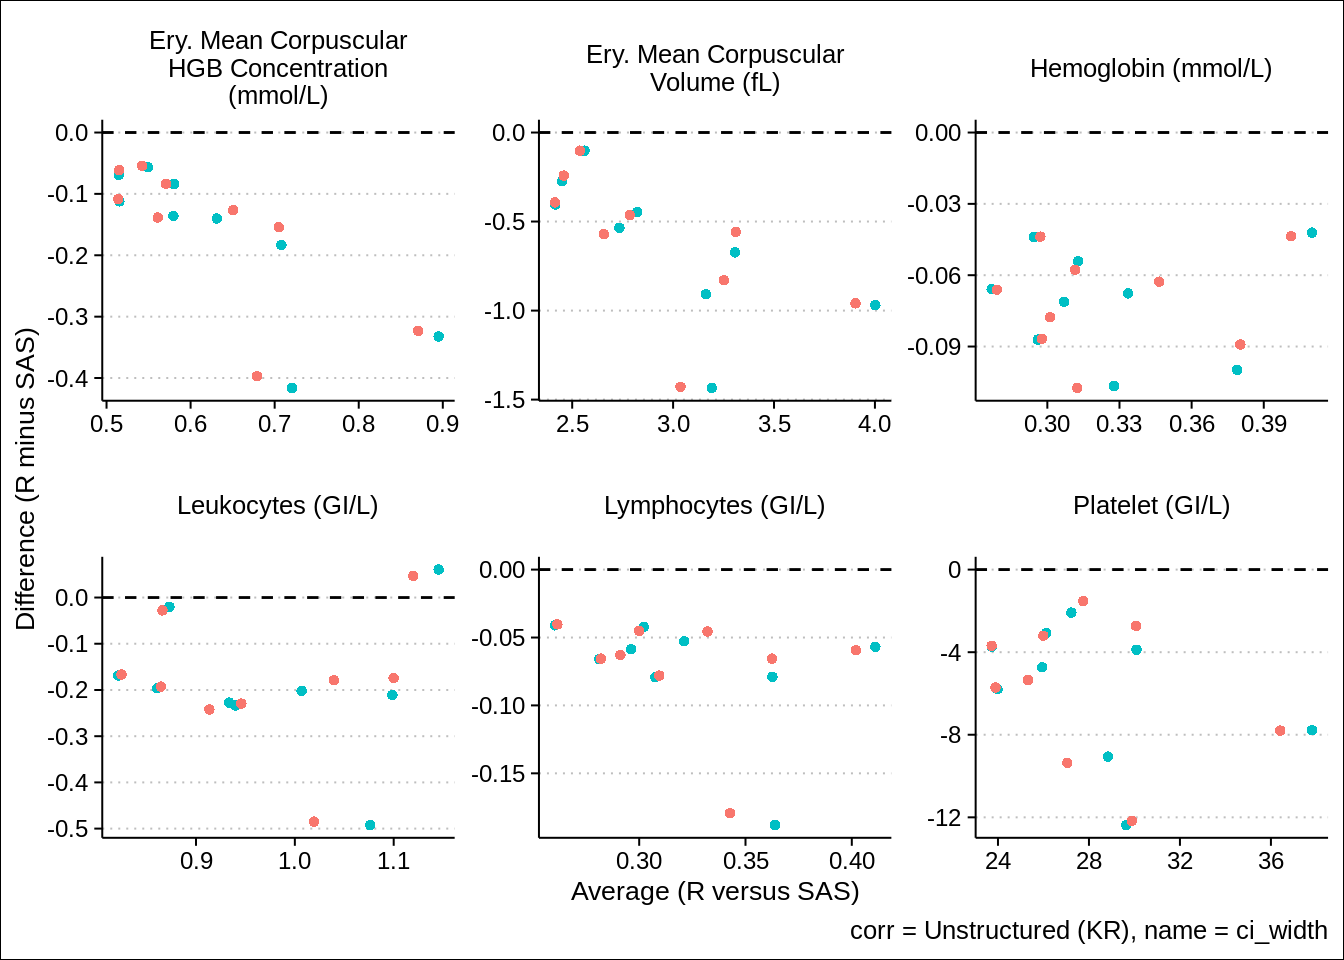 Ery. Mean Corpuscular
HGB Concentration
(mmol/L)
Ery. Mean Corpuscular
Volume (fL)
Hemoglobin (mmol/L)
0.0
-0.1
-0.2
-0.3
-0.4
0.5 0.6 0.7 0.8 0.9
0.0
-0.5
-1.0
-1.5
2.5 3.0 3.5 4.0
0.00
-0.03
-0.06
-0.09
0.30 0.33 0.36 0.39
Difference (R minus SAS)
Leukocytes (GI/L)
Lymphocytes (GI/L)
Platelet (GI/L)
0.0
-0.1
-0.2
-0.3
-0.4
-0.5
0.9 1.0 1.1
0.00
-0.05
-0.10
-0.15
0.30 0.35 0.40
0
-4
-8
-12
24 28 32 36
Average (R versus SAS)
corr = Unstructured (KR), name = ci_width